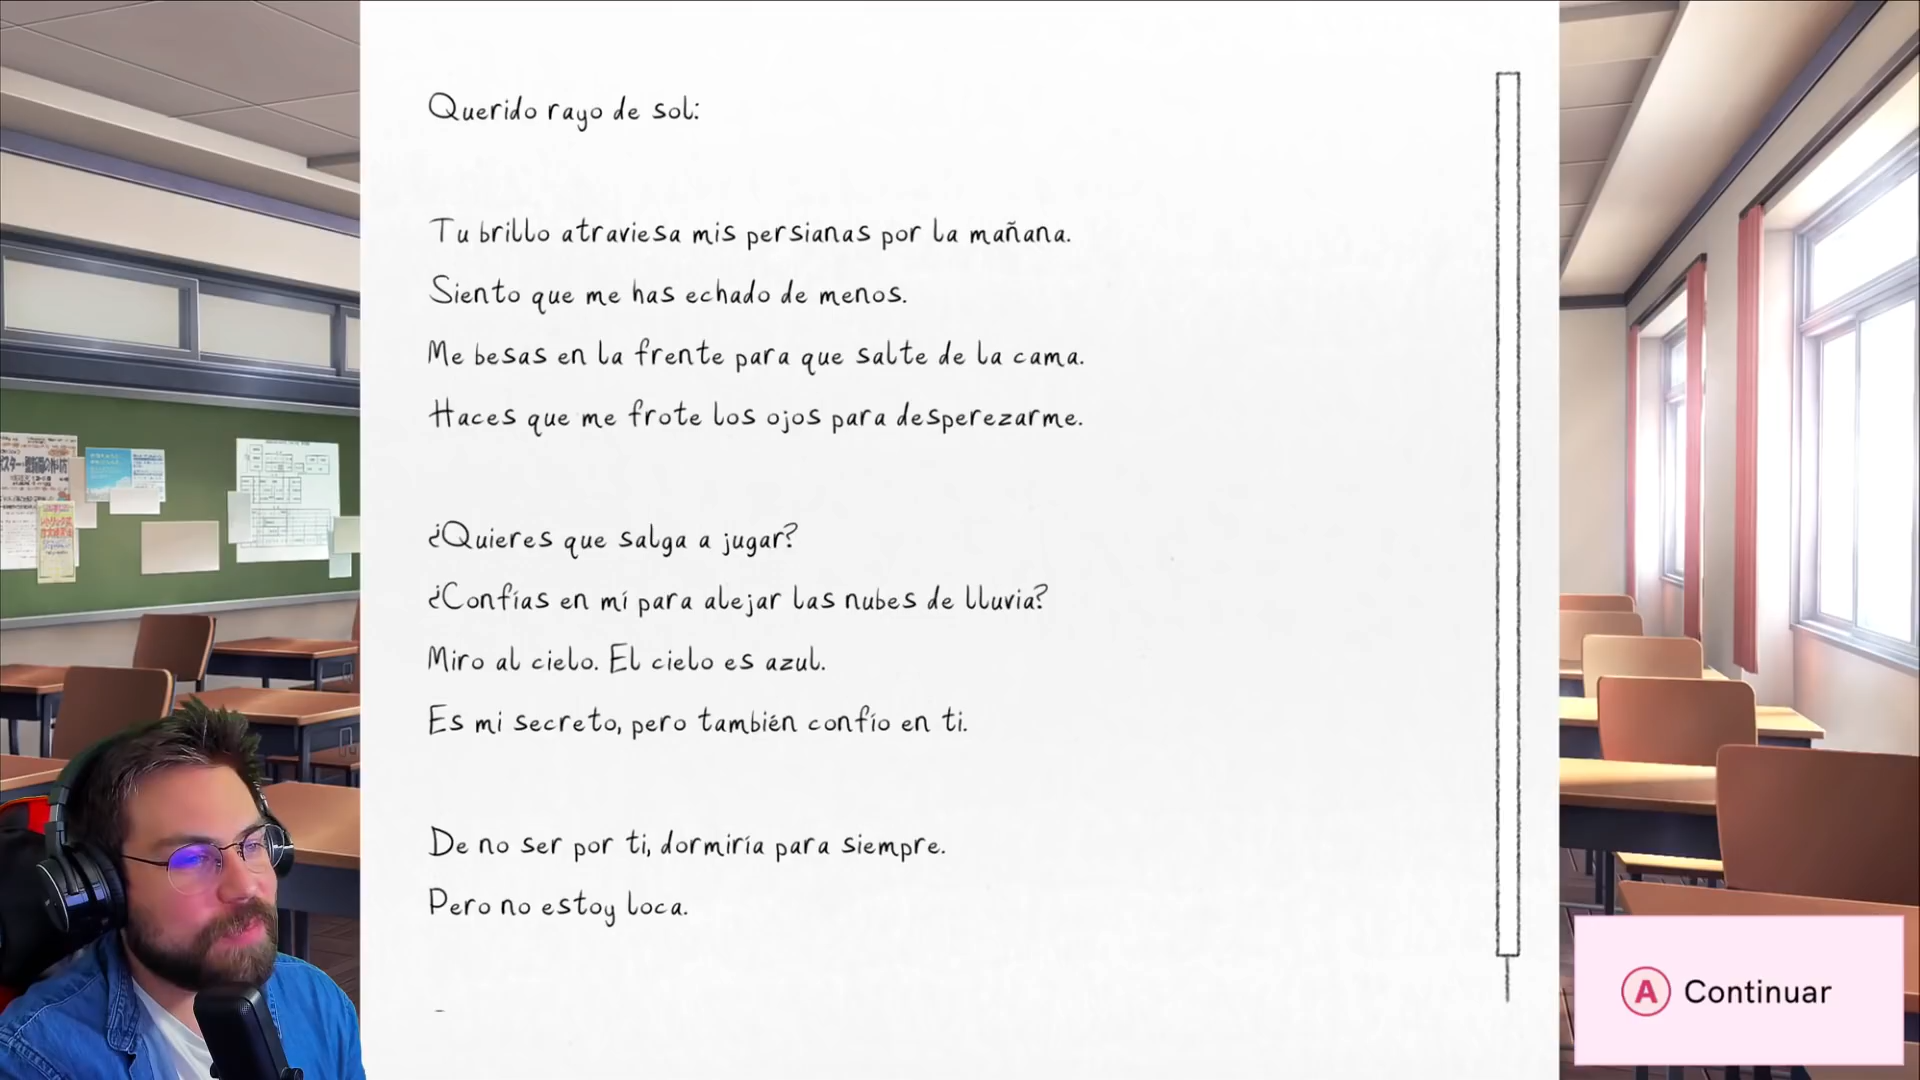 Querido rayo de sol:
Tu brillo atraviesa mis persianas por la mañana.
Siento que me has echado de menos.
Me besas en la frente para que salte de la cama.
Haces que me frote los ojos para desperezarme.
¿Quieres que salga a jugar?
¿Confías en mí para alejar las nubes de lluvia?
Miro al cielo. El cielo es azul.
Es mi secreto, pero también confío en ti.
De no ser por ti, dormiría para siempre.
Pero no estoy loca.
A Continuar